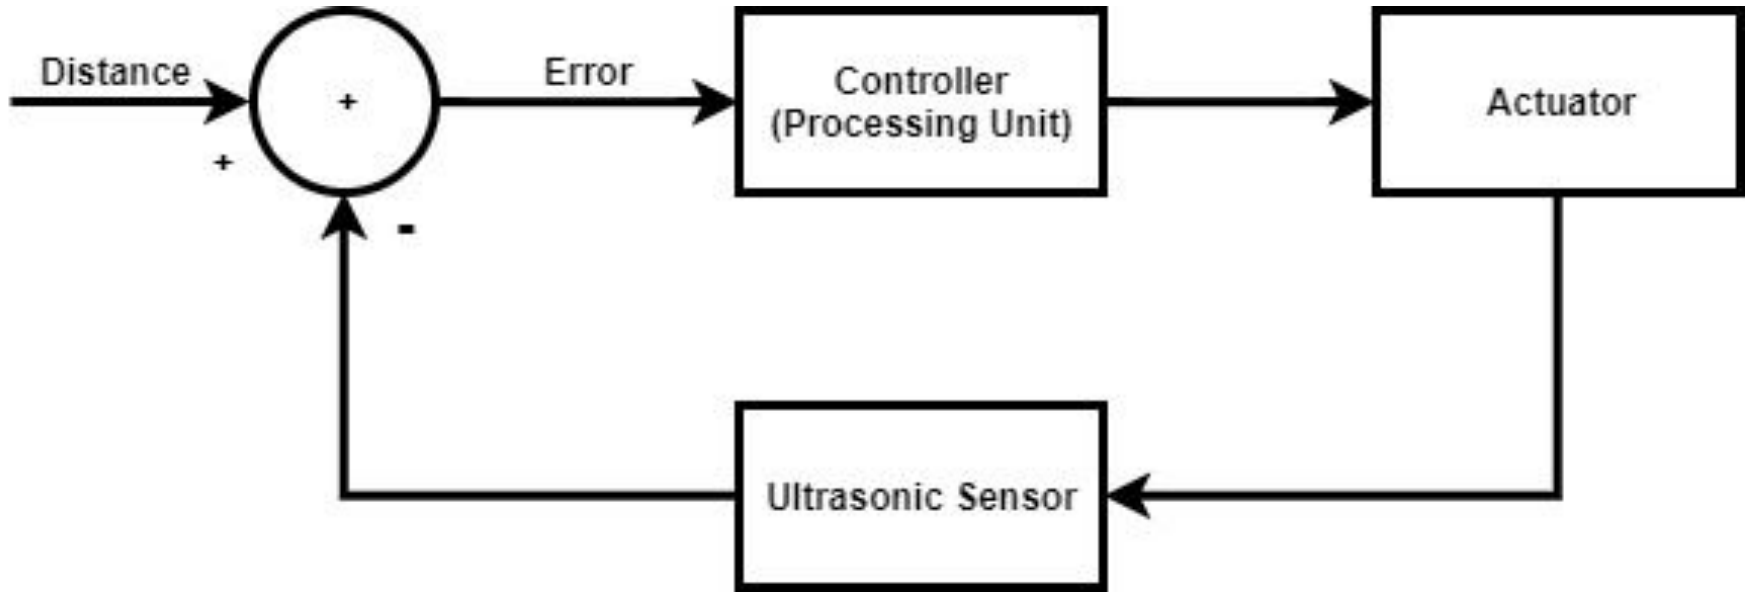 Distance
+
+
-
Error
Controller
(Processing Unit)
Actuator
Ultrasonic Sensor